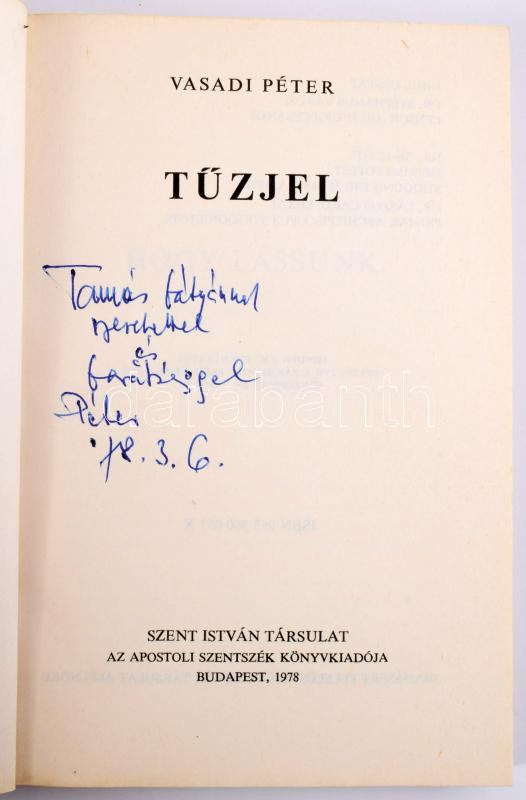 VASADI PÉTER
TŰZJEL
Tamás bátyámnak
szeretettel
és
barátsággal
Péter
'78. 3. 6.
darabanth
SZENT ISTVÁN TÁRSULAT
AZ APOSTOLI SZENTSZÉK KÖNYVKIADÓJA
BUDAPEST, 1978